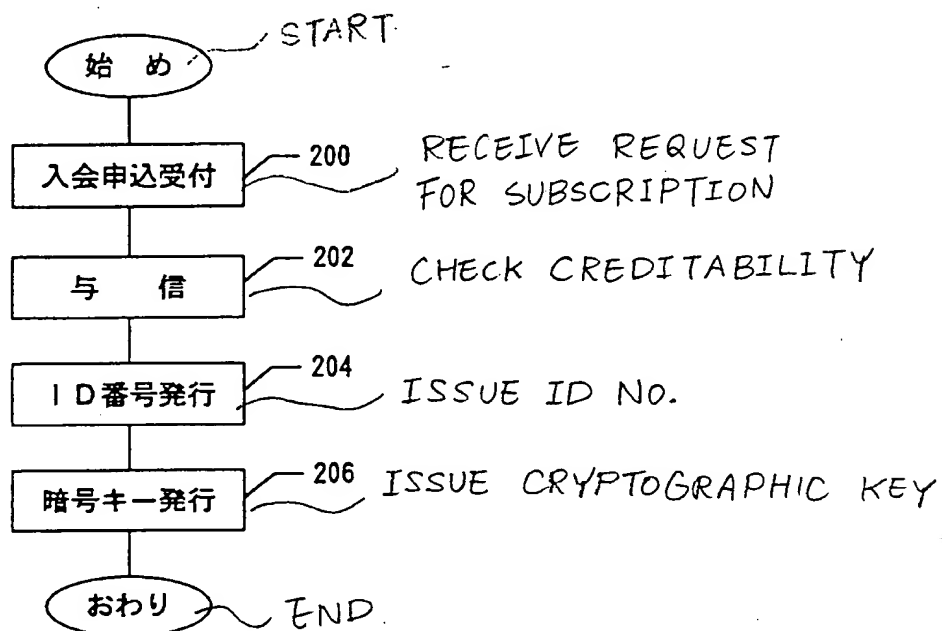 始 め
START
入会申込受付
200
RECEIVE REQUEST
FOR SUBSCRIPTION
与 信
202
CHECK CREDITABILITY
ID番号発行
204
ISSUE ID NO.
暗号キー発行
206
ISSUE CRYPTOGRAPHIC KEY
おわり
END